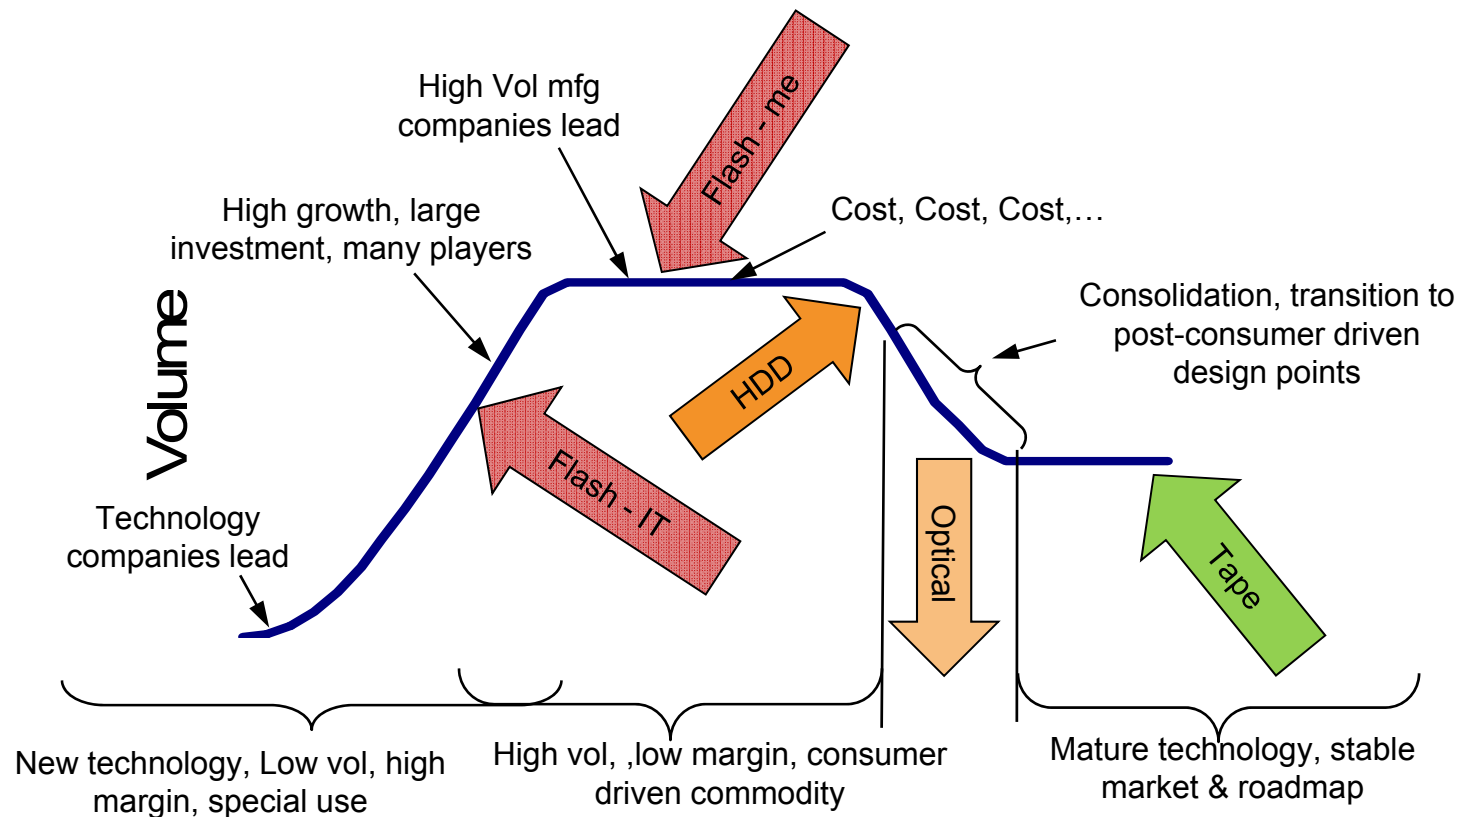 High Vol mfg
companies lead
Flash - me
High growth, large
investment, many players
Cost, Cost, Cost,…
Volume
Consolidation, transition to
post-consumer driven
design points
HDD
Flash - IT
Technology
companies lead
Optical
Tape
New technology, Low vol, high
margin, special use
High vol, ,low margin, consumer
driven commodity
Mature technology, stable
market & roadmap